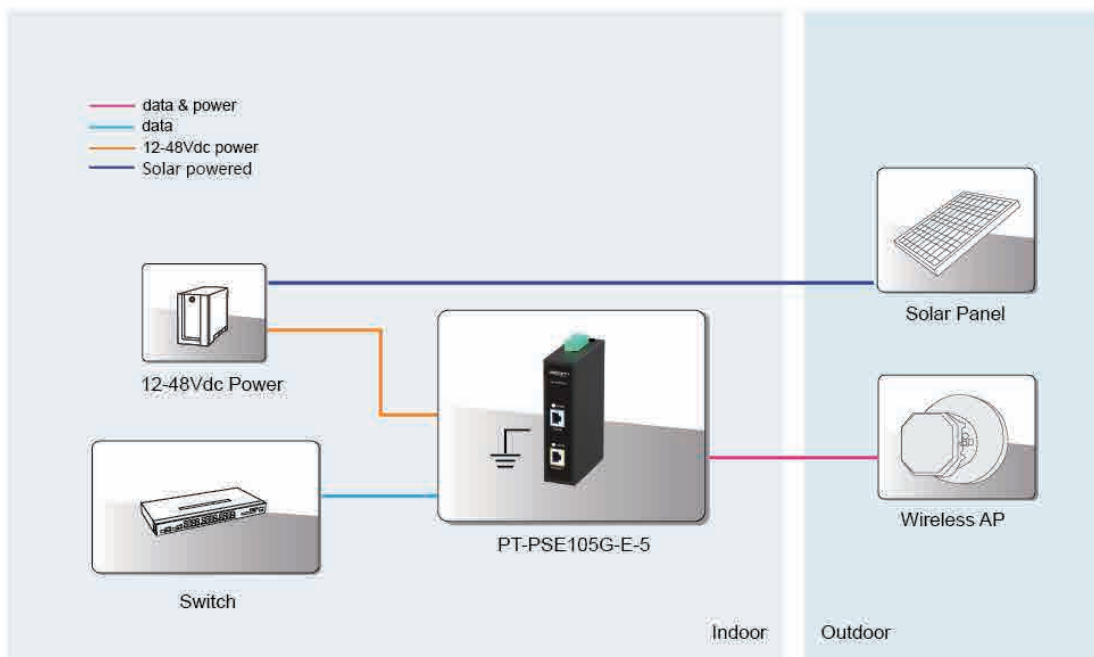 data & power
data
12-48Vdc power
Solar powered
Solar Panel
12-48Vdc Power
Wireless AP
PT-PSE105G-E-5
Switch
Indoor
Outdoor